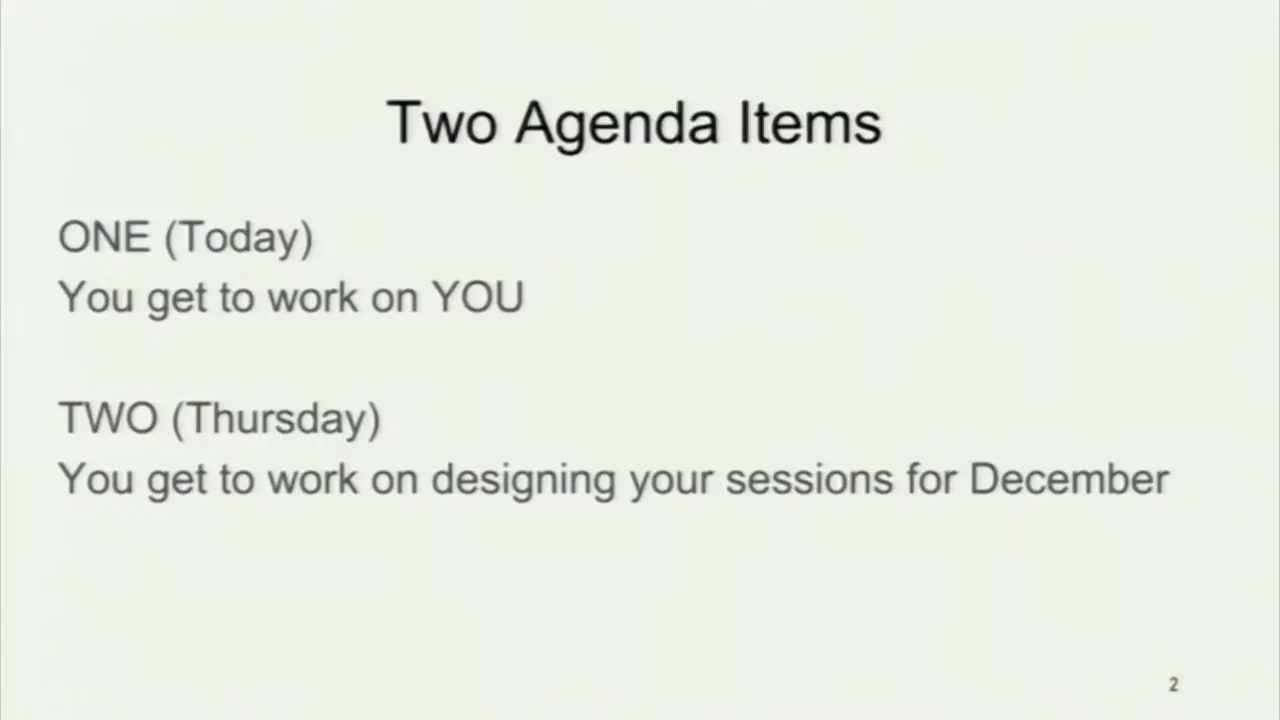 Two Agenda Items
ONE (Today)
You get to work on YOU
TWO (Thursday)
You get to work on designing your sessions for December
2